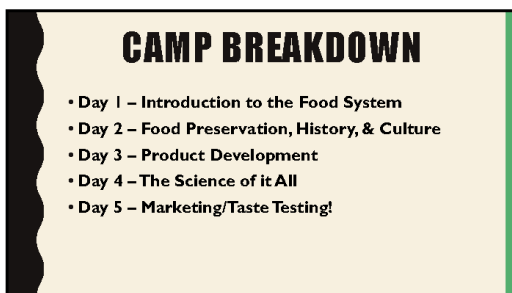 CAMP BREAKDOWN
• Day 1 – Introduction to the Food System
• Day 2 – Food Preservation, History, & Culture
• Day 3 – Product Development
• Day 4 – The Science of it All
• Day 5 – Marketing/Taste Testing!